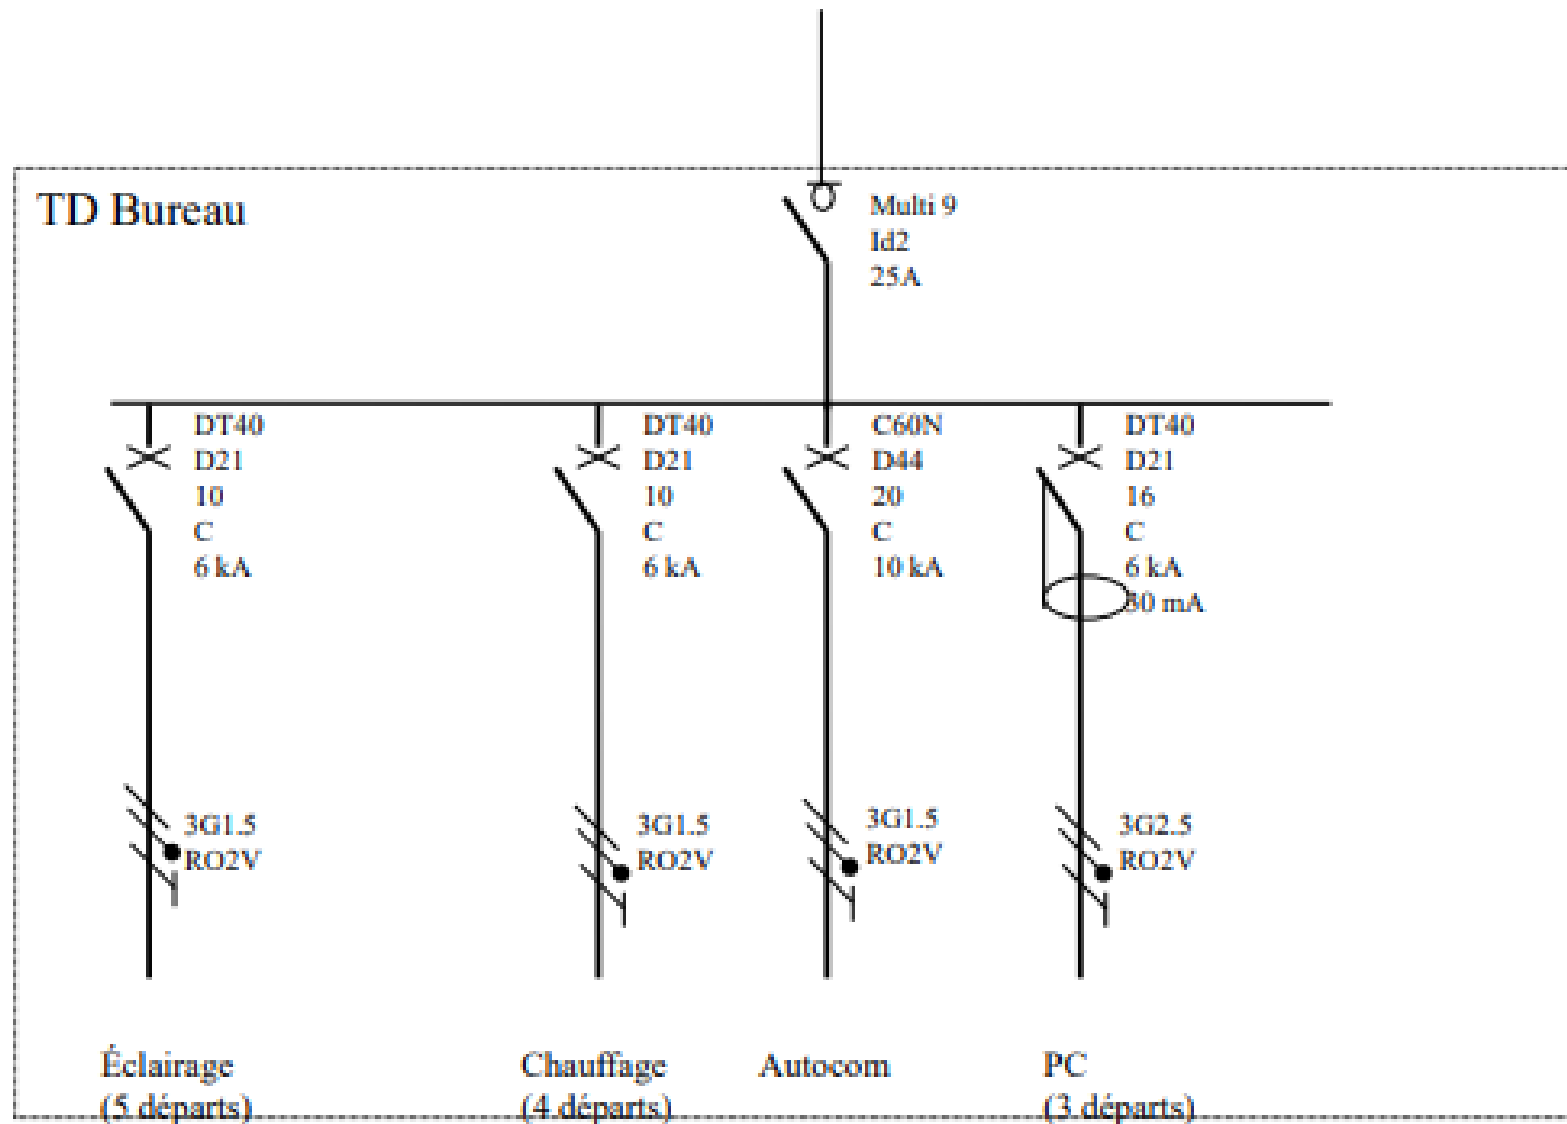 TD Bureau
Multi 9
Id2
25A
DT40
D21
10
C
6 kA
DT40
D21
10
C
6 kA
C60N
D44
20
C
10 kA
DT40
D21
16
C
6 kA
30 mA
3G1.5
RO2V
3G1.5
RO2V
3G1.5
RO2V
3G2.5
RO2V
Éclairage
(5 départs)
Chauffage
(4 départs)
Autocom
PC
(3 départs)